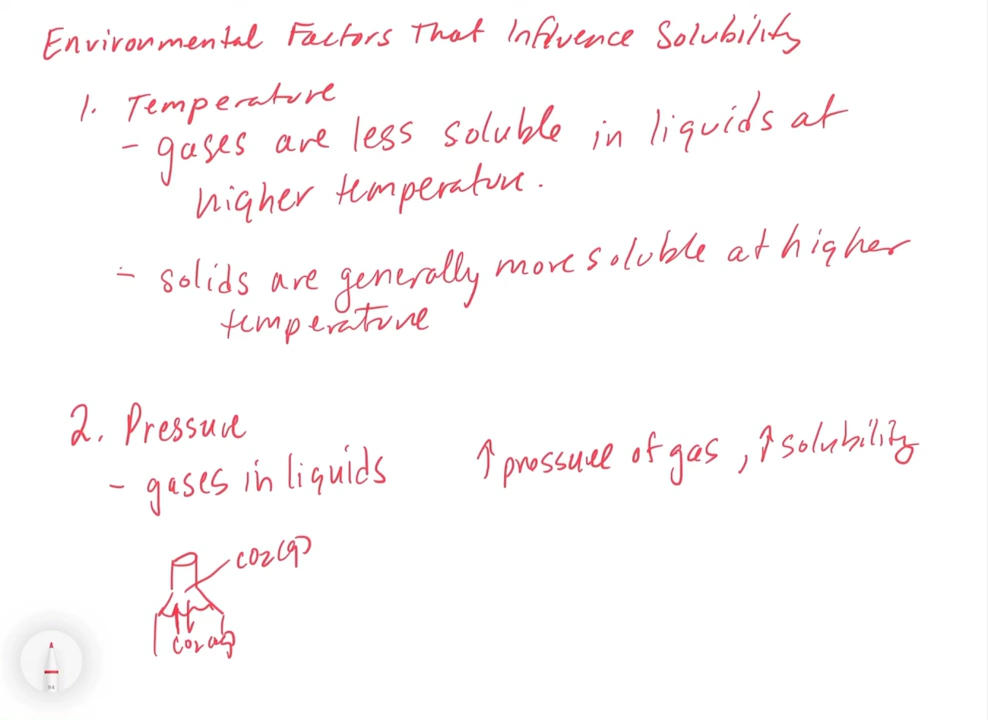 Environmental Factors That Influence Solubility
1. Temperature
- gases are less soluble in liquids at
higher temperature.
- solids are generally more soluble at higher
temperature
2. Pressure
- gases in liquids
↑ pressure of gas, ↑ solubility
CO2(g)
CO2 aq